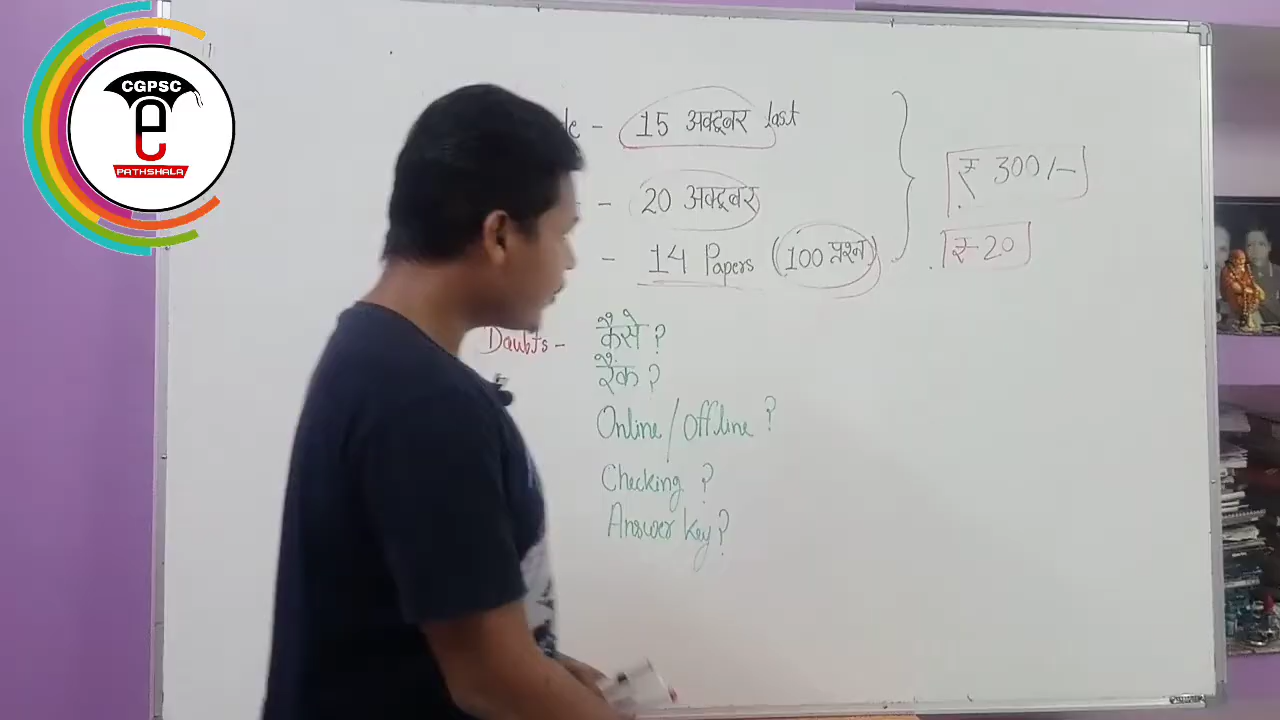 CGPSC
e
PATHSHALA
- 15 अक्टूबर last
- 20 अक्टूबर
- 14 Papers (100 प्रश्न)
₹ 300/-
₹ 20
Daubts - कैसे ?
रैंक ?
Online/Offline ?
Checking ?
Answer Key ?